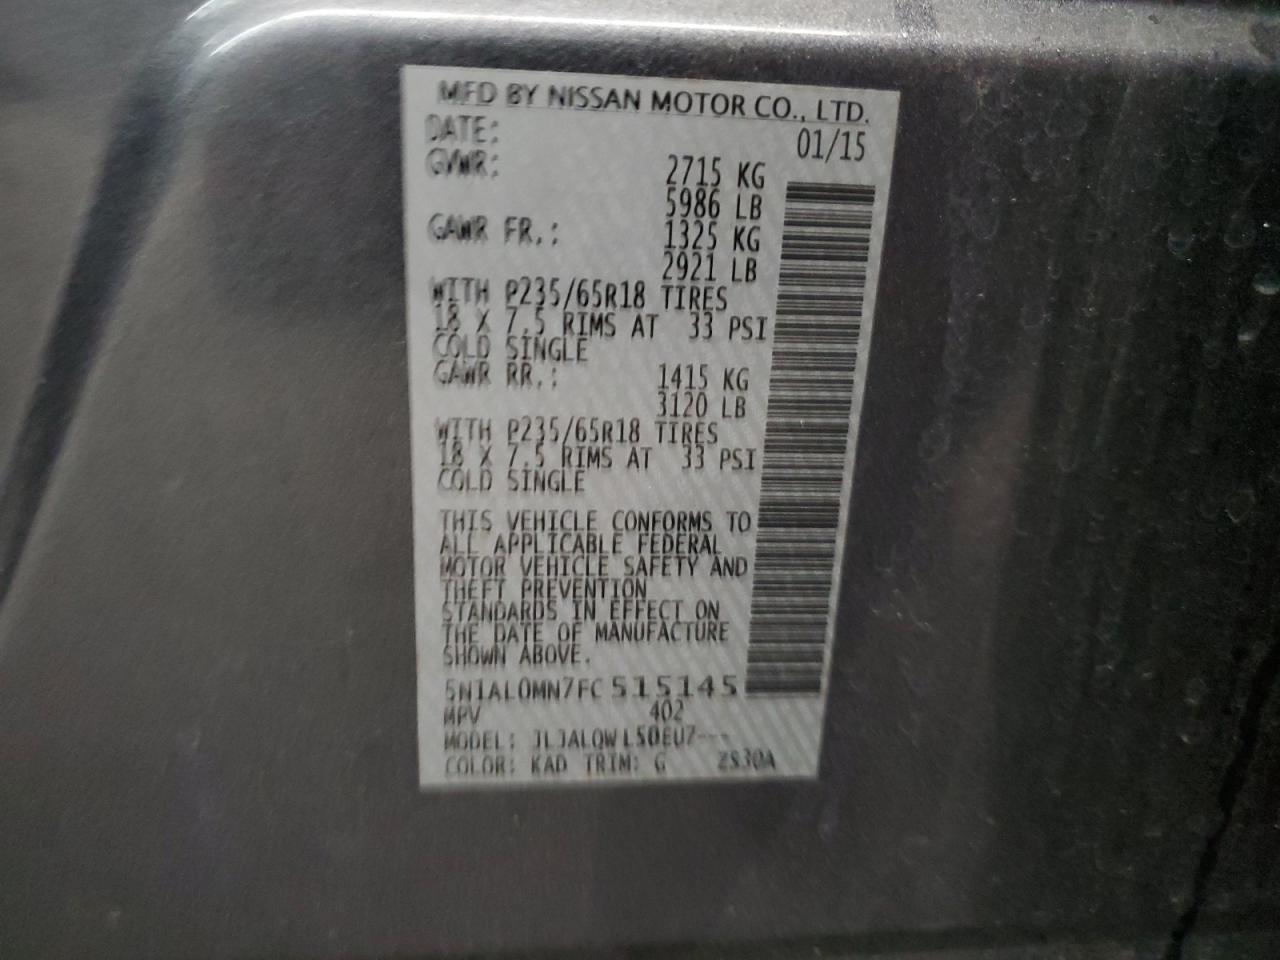 MFD BY NISSAN MOTOR CO., LTD.
DATE: 01/15
GVWR: 2715 KG
5986 LB
GAWR FR.: 1325 KG
2921 LB
WITH P235/65R18 TIRES
18 X 7.5 RIMS AT 33 PSI
COLD SINGLE
GAWR RR.: 1415 KG
3120 LB
WITH P235/65R18 TIRES
18 X 7.5 RIMS AT 33 PSI
COLD SINGLE
THIS VEHICLE CONFORMS TO
ALL APPLICABLE FEDERAL
MOTOR VEHICLE SAFETY AND
THEFT PREVENTION
STANDARDS IN EFFECT ON
THE DATE OF MANUFACTURE
SHOWN ABOVE.
5N1AL0MN7FC515145
MPV 402
MODEL:
COLOR: KAD TRIM: G